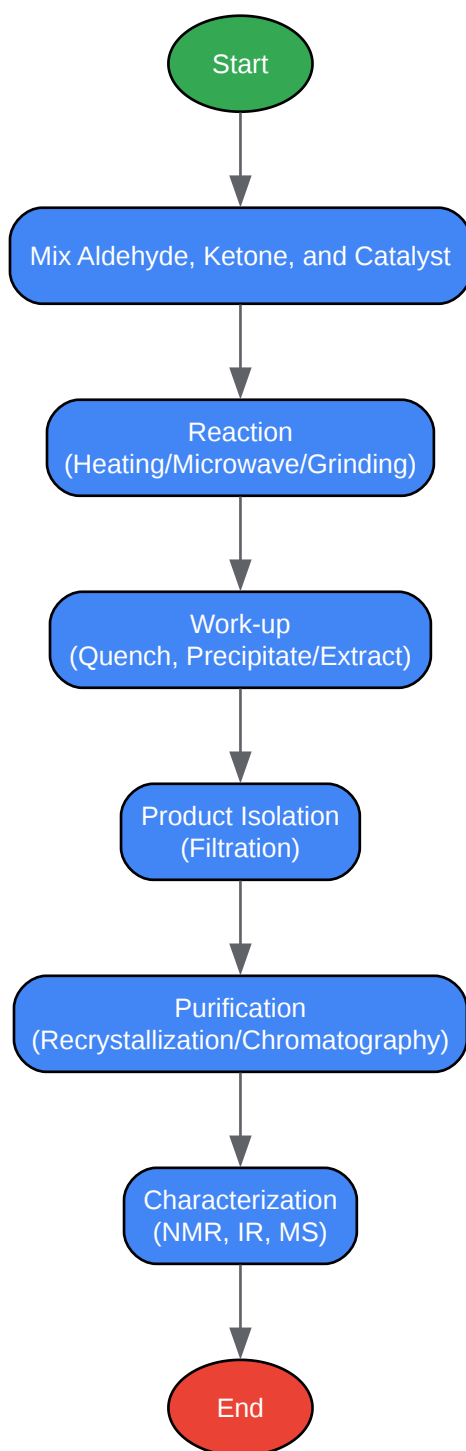 Start
Mix Aldehyde, Ketone, and Catalyst
Reaction
(Heating/Microwave/Grinding)
Work-up
(Quench, Precipitate/Extract)
Product Isolation
(Filtration)
Purification
(Recrystallization/Chromatography)
Characterization
(NMR, IR, MS)
End